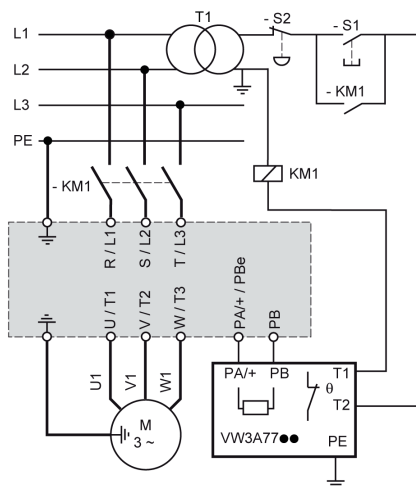 T1
- S2
- S1
L1
L2
L3
PE
- KM1
- KM1
KM1
R / L1
S / L2
T / L3
U / T1
V / T2
W / T3
PA/+ / PBe
PB
U1
V1
W1
M
3 ~
PA/+ PB
θ
T1
T2
VW3A77●●
PE